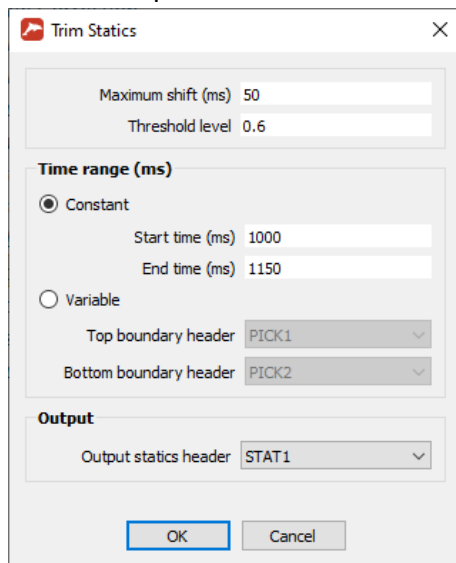 Trim Statics
Maximum shift (ms) 50
Threshold level 0.6
Time range (ms)
Constant
Start time (ms) 1000
End time (ms) 1150
Variable
Top boundary header PICK1
Bottom boundary header PICK2
Output
Output statics header STAT1
OK Cancel